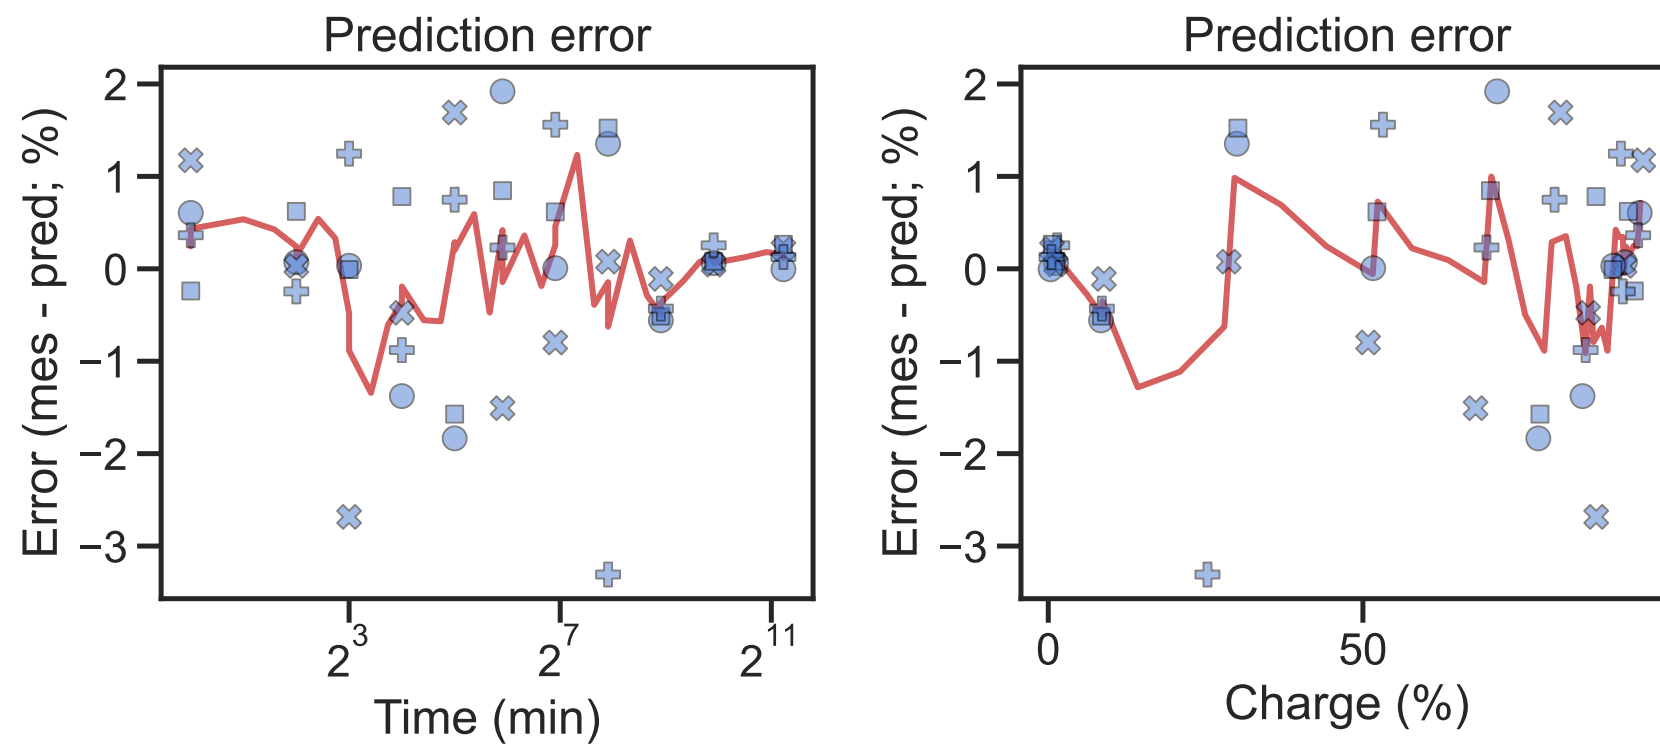 Prediction error
2
1
0
−1
−2
−3
Error (mes - pred; %)
2^3
2^7
2^11
Time (min)
Prediction error
2
1
0
−1
−2
−3
Error (mes - pred; %)
0
50
Charge (%)